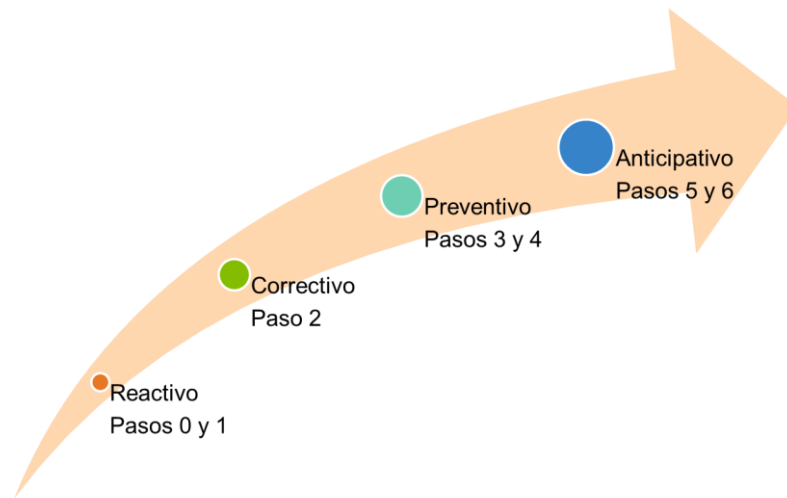 Anticipativo
Pasos 5 y 6
Preventivo
Pasos 3 y 4
Correctivo
Paso 2
Reactivo
Pasos 0 y 1